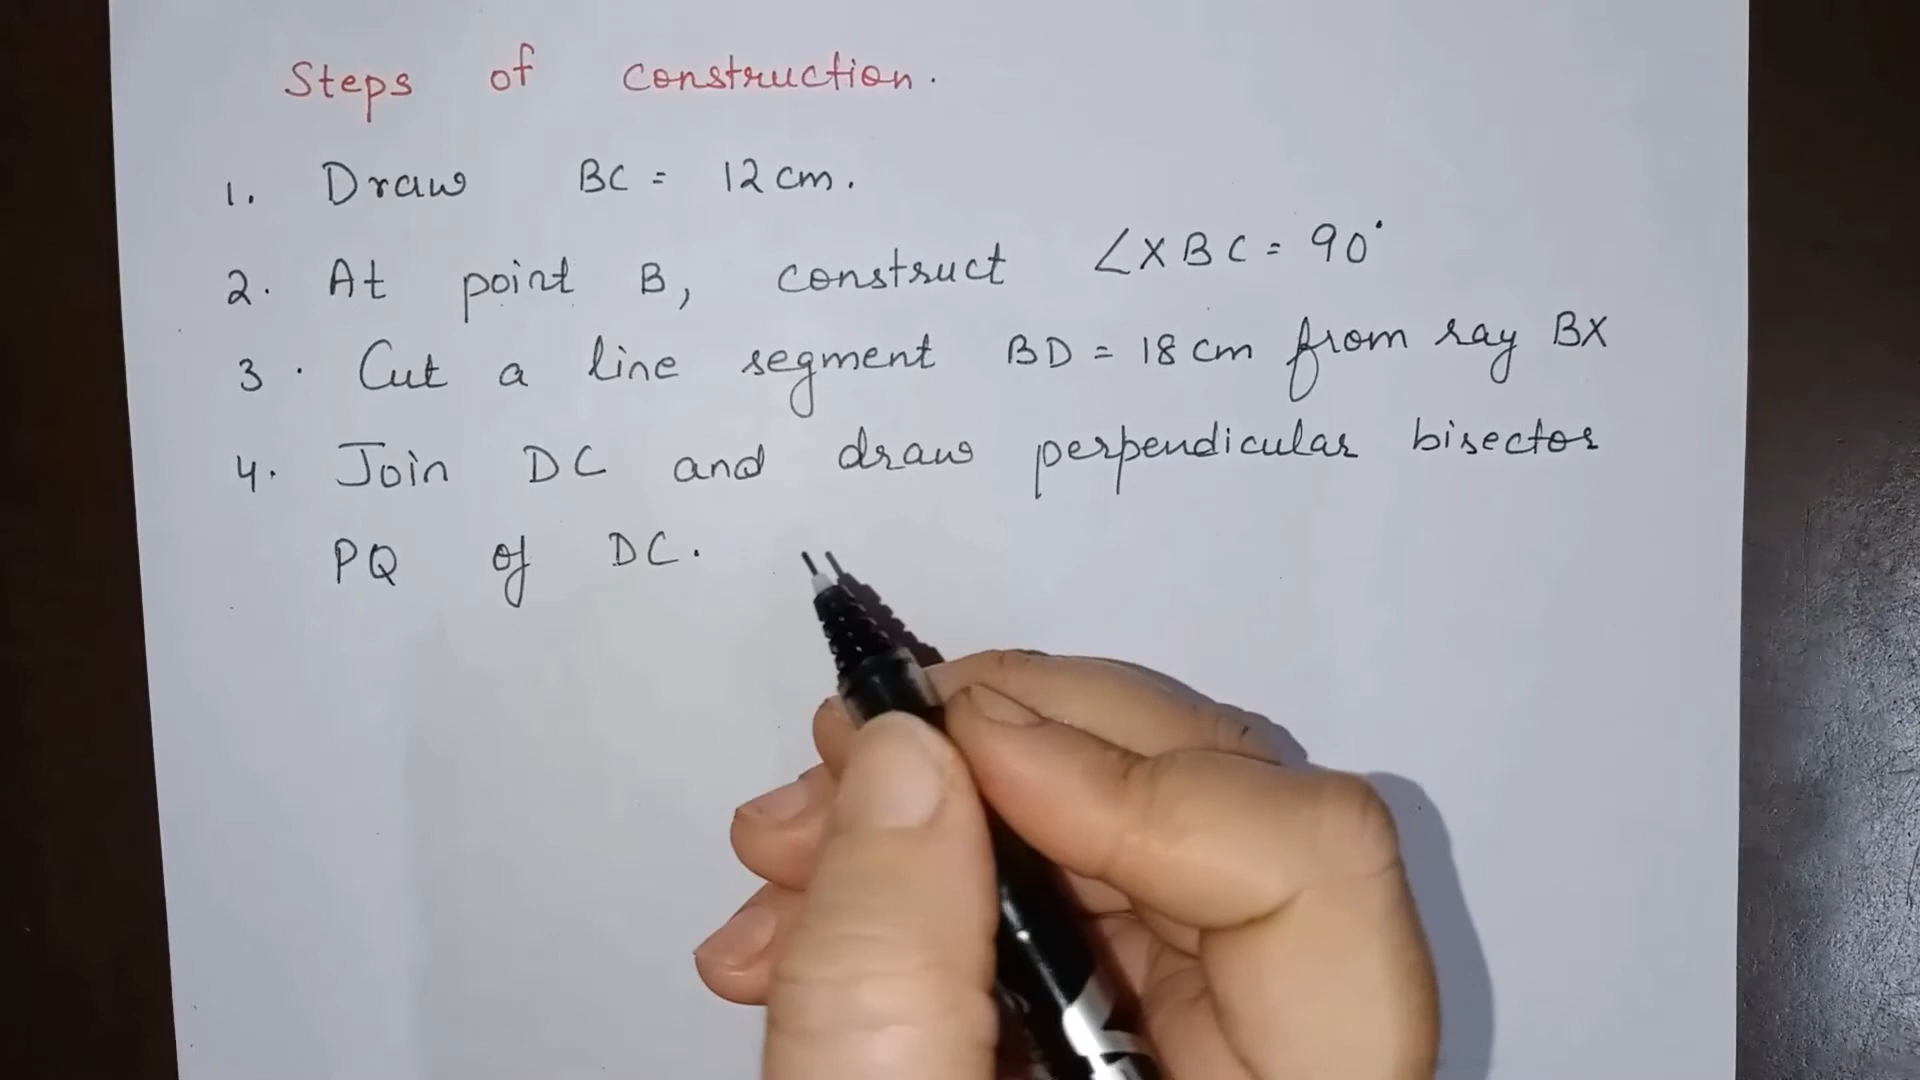 Steps of construction.
1. Draw BC = 12 cm.
2. At point B, construct ∠XBC = 90°
3. Cut a line segment BD = 18 cm from ray BX
4. Join DC and draw perpendicular bisector
PQ of DC.